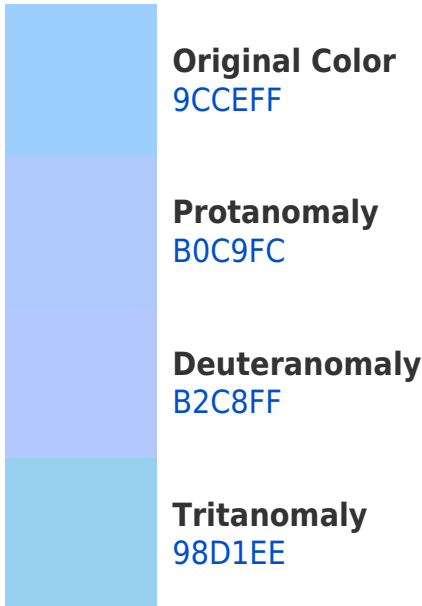 Original Color
9CCEFF
Protanomaly
B0C9FC
Deuteranomaly
B2C8FF
Tritanomaly
98D1EE